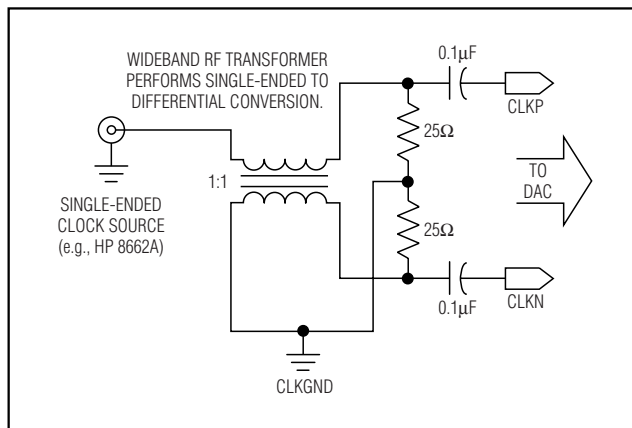 WIDEBAND RF TRANSFORMER
PERFORMS SINGLE-ENDED TO
DIFFERENTIAL CONVERSION.
0.1µF
CLKP
25Ω
1:1
TO
DAC
SINGLE-ENDED
CLOCK SOURCE
(e.g., HP 8662A)
25Ω
0.1µF
CLKN
CLKGND